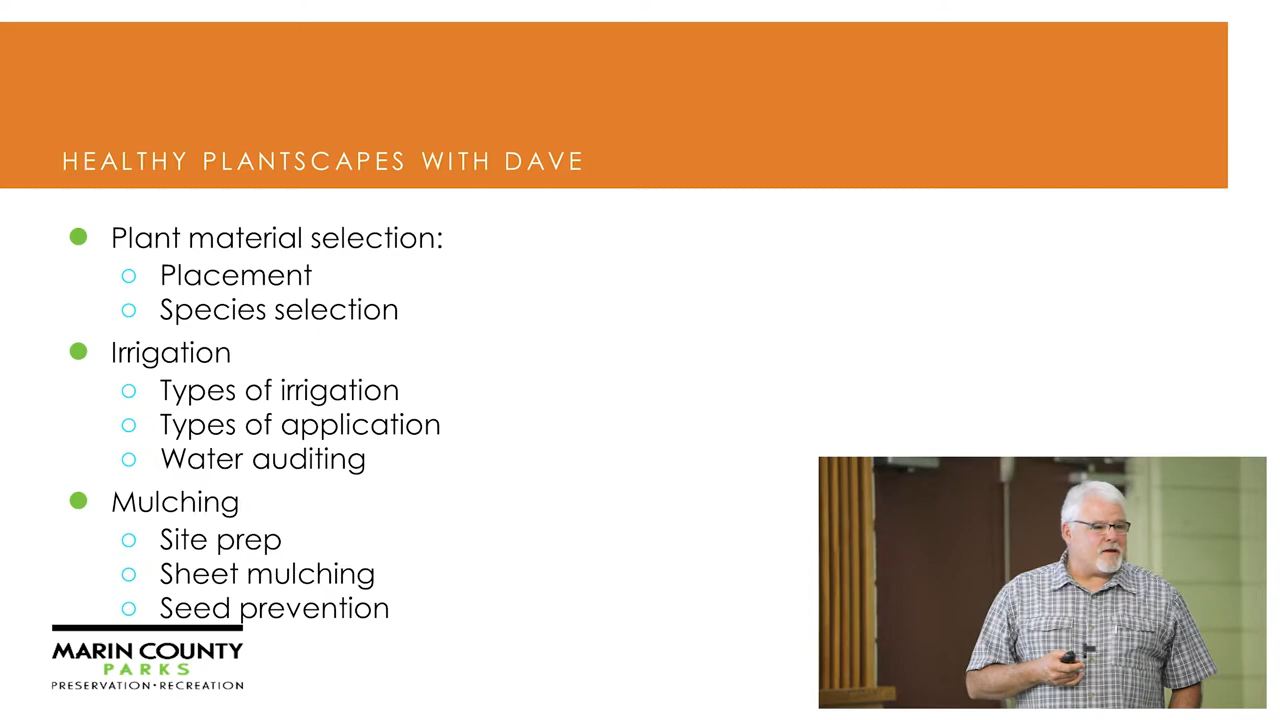 HEALTHY PLANTSCAPES WITH DAVE
Plant material selection:
Placement
Species selection
Irrigation
Types of irrigation
Types of application
Water auditing
Mulching
Site prep
Sheet mulching
Seed prevention
MARIN COUNTY
PARKS
PRESERVATION•RECREATION